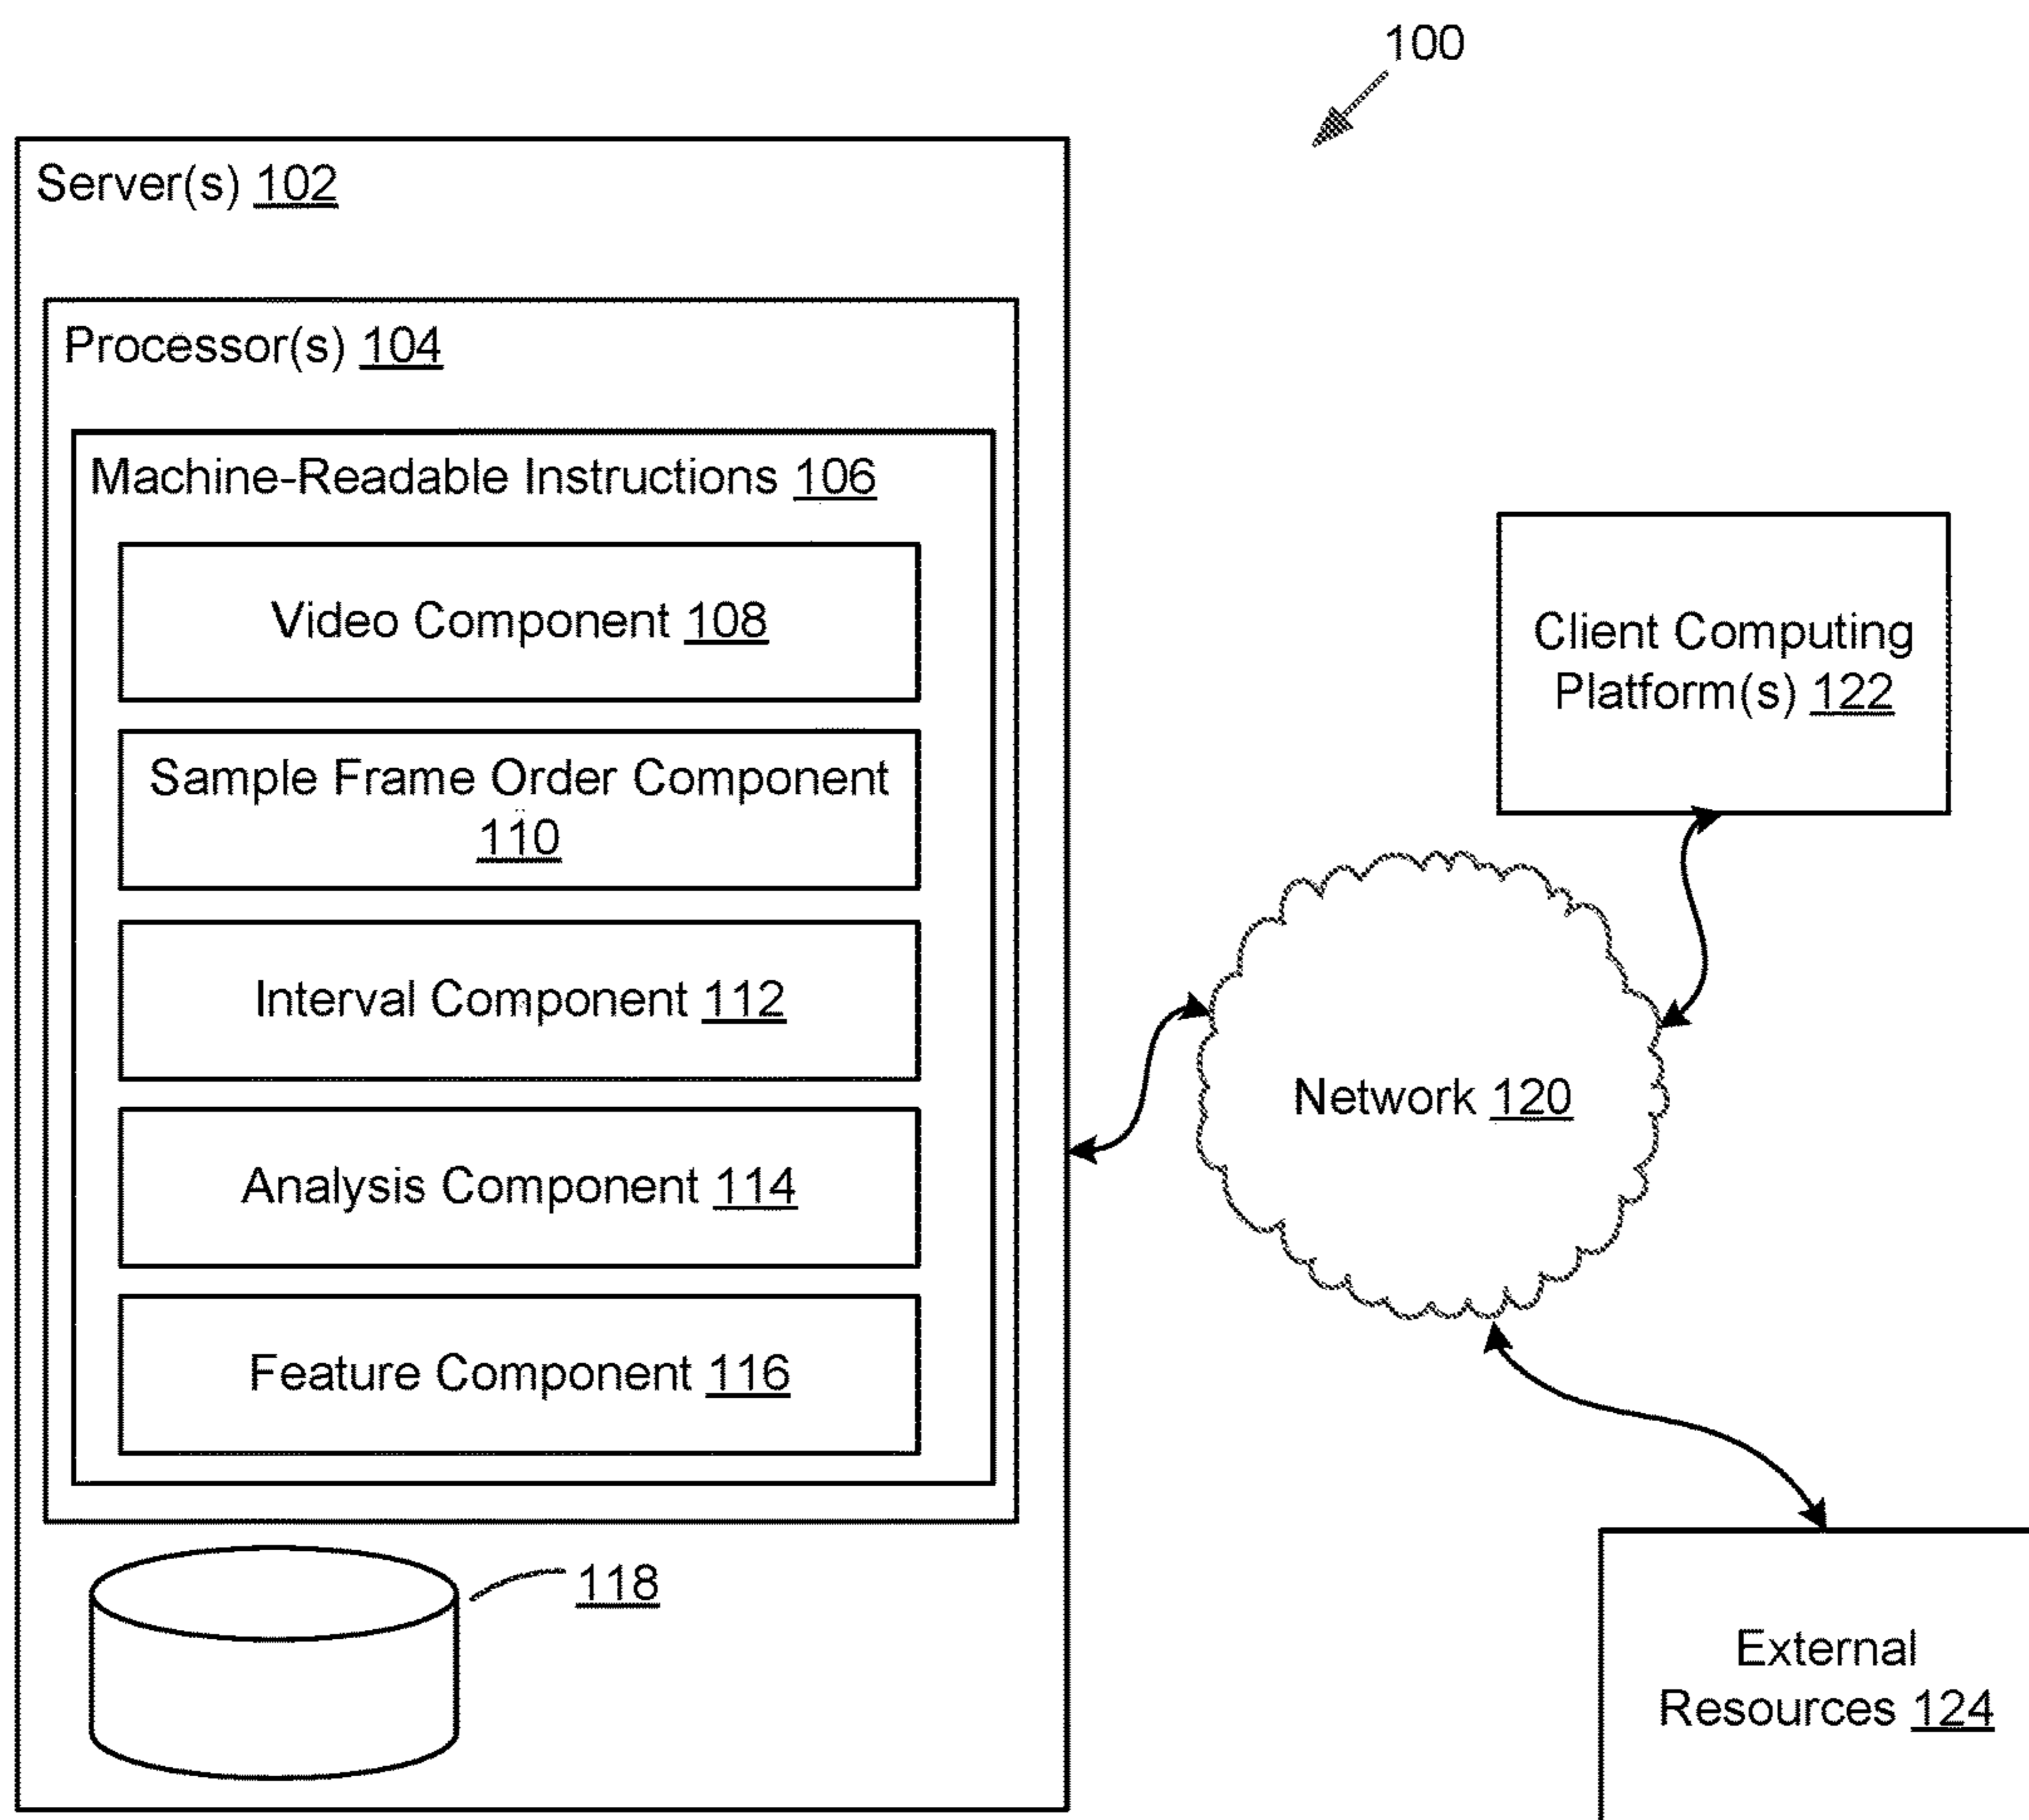 100
Server(s) 102
Processor(s) 104
Machine-Readable Instructions 106
Video Component 108
Sample Frame Order Component
110
Interval Component 112
Analysis Component 114
Feature Component 116
118
Client Computing
Platform(s) 122
Network 120
External
Resources 124